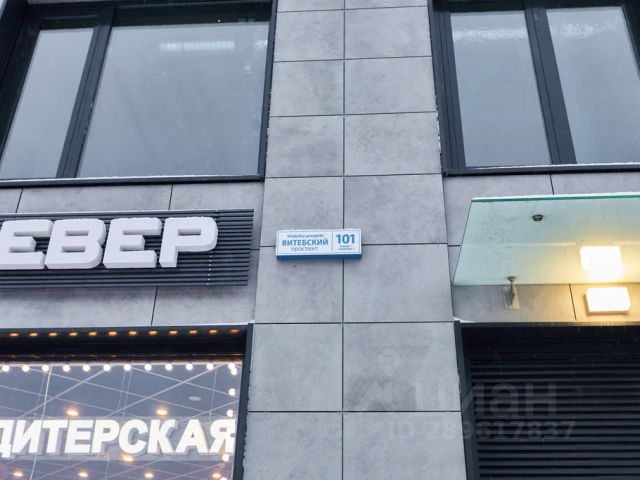 ЕВЕР
Vitebskiy prospekt
ВИТЕБСКИЙ
проспект
101
ДИТЕРСКАЯ
циан
ID 289617837